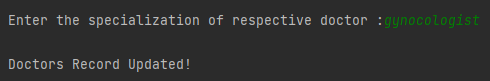 Enter the specialization of respective doctor :gynocologist
Doctors Record Updated!